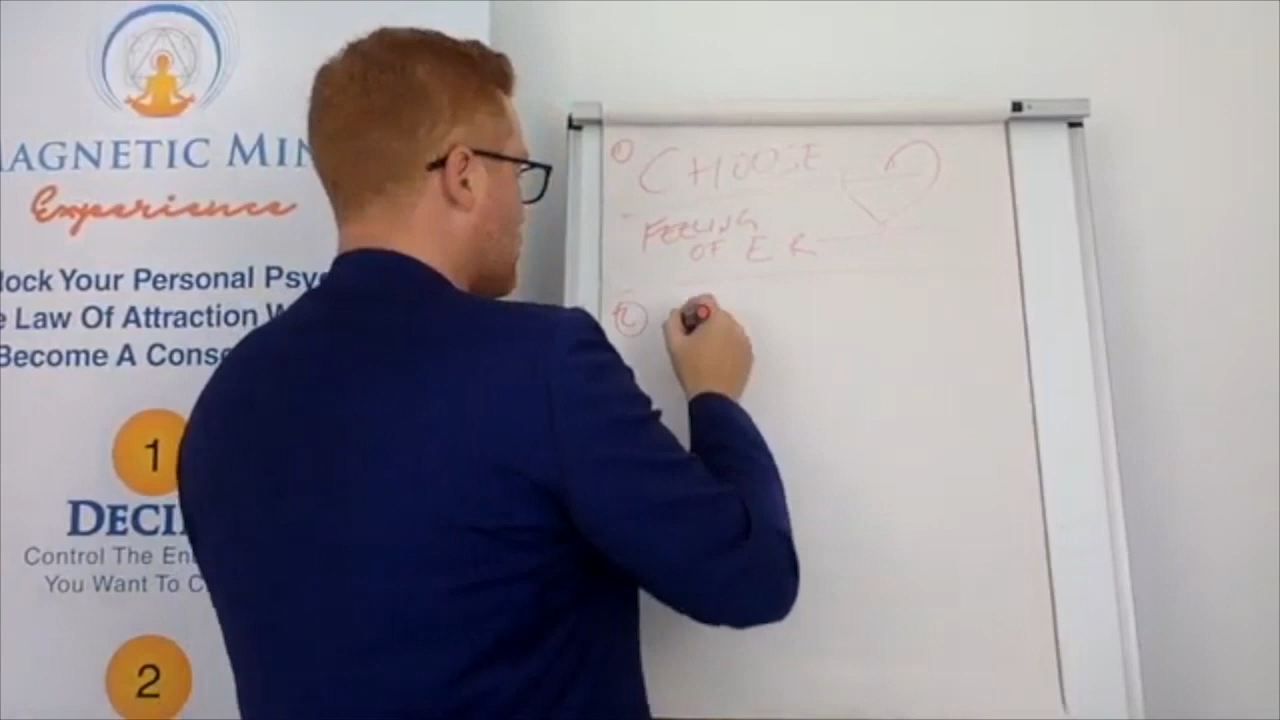 AGNETIC MIN
Experience
lock Your Personal Psy
e Law Of Attraction W
Become A Cons
1
DECI
Control The En
You Want To C
2
1 CHOOSE
FEELING
OF E R
2